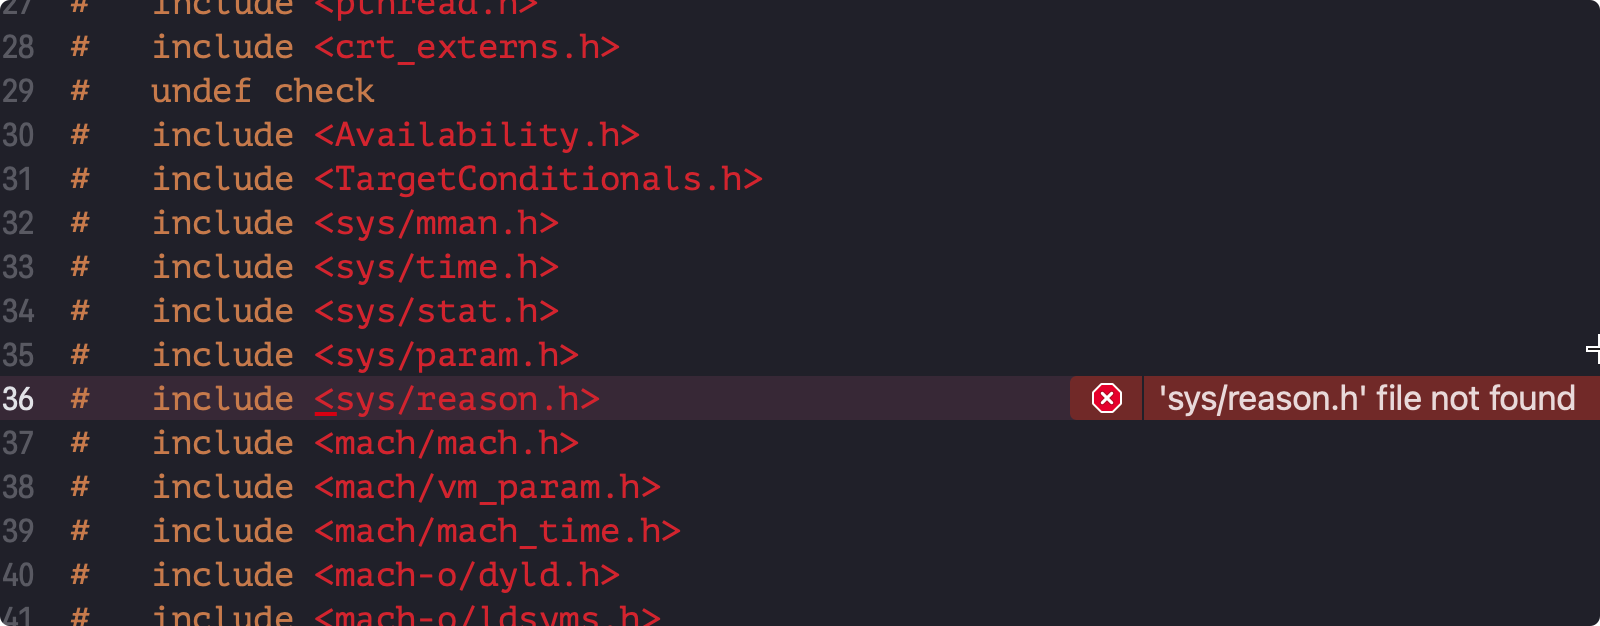 27 #   include <pthread.h>
28 #   include <crt_externs.h>
29 #   undef check
30 #   include <Availability.h>
31 #   include <TargetConditionals.h>
32 #   include <sys/mman.h>
33 #   include <sys/time.h>
34 #   include <sys/stat.h>
35 #   include <sys/param.h>
36 #   include <sys/reason.h> 'sys/reason.h' file not found
37 #   include <mach/mach.h>
38 #   include <mach/vm_param.h>
39 #   include <mach/mach_time.h>
40 #   include <mach-o/dyld.h>
41 #   include <mach-o/ldsyms.h>